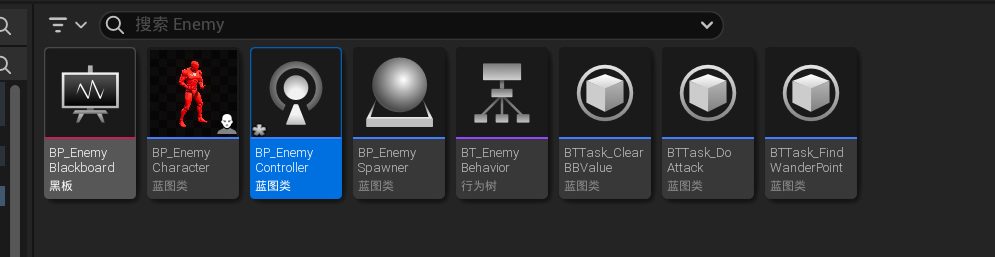 搜索 Enemy
BP_Enemy
Blackboard
黑板
BP_Enemy
Character
蓝图类
BP_Enemy
Controller
蓝图类
BP_Enemy
Spawner
蓝图类
BT_Enemy
Behavior
行为树
BTTask_Clear
BBValue
蓝图类
BTTask_Do
Attack
蓝图类
BTTask_Find
WanderPoint
蓝图类